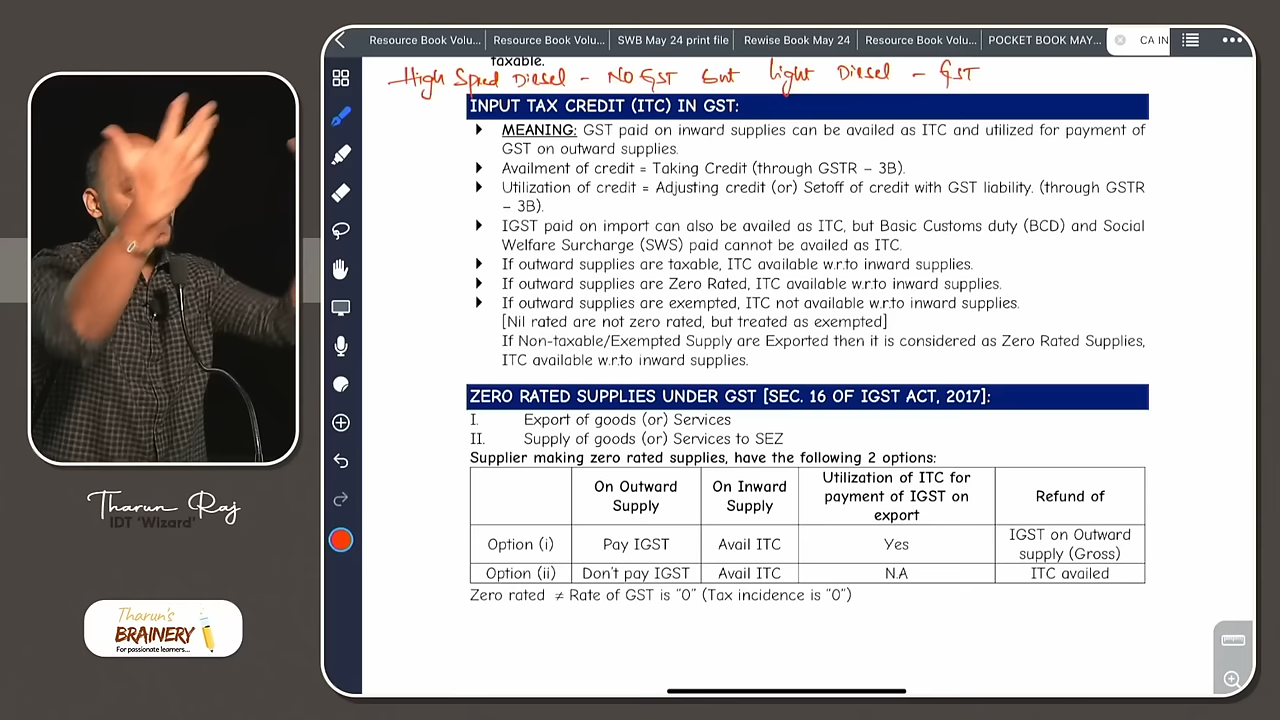 Resource Book Volu...
Resource Book Volu...
SWB May 24 print file
Rewise Book May 24
Resource Book Volu...
POCKET BOOK MAY...
CA IN
taxable.
High Speed Diesel - No GST but light Diesel - GST
INPUT TAX CREDIT (ITC) IN GST:
MEANING: GST paid on inward supplies can be availed as ITC and utilized for payment of
GST on outward supplies.
Availment of credit = Taking Credit (through GSTR – 3B).
Utilization of credit = Adjusting credit (or) Setoff of credit with GST liability. (through GSTR
– 3B).
IGST paid on import can also be availed as ITC, but Basic Customs duty (BCD) and Social
Welfare Surcharge (SWS) paid cannot be availed as ITC.
If outward supplies are taxable, ITC available w.r.to inward supplies.
If outward supplies are Zero Rated, ITC available w.r.to inward supplies.
If outward supplies are exempted, ITC not available w.r.to inward supplies.
[Nil rated are not zero rated, but treated as exempted]
If Non-taxable/Exempted Supply are Exported then it is considered as Zero Rated Supplies,
ITC available w.r.to inward supplies.
ZERO RATED SUPPLIES UNDER GST [SEC. 16 OF IGST ACT, 2017]:
I. Export of goods (or) Services
II. Supply of goods (or) Services to SEZ
Supplier making zero rated supplies, have the following 2 options:
On Outward
Supply
On Inward
Supply
Utilization of ITC for
payment of IGST on
export
Refund of
Option (i) Pay IGST Avail ITC Yes IGST on Outward
supply (Gross)
Option (ii) Don't pay IGST Avail ITC N.A ITC availed
Zero rated ≠ Rate of GST is "0" (Tax incidence is "0")
Tharun Raj
IDT 'Wizard'
Tharun's
BRAINERY
For passionate learners...